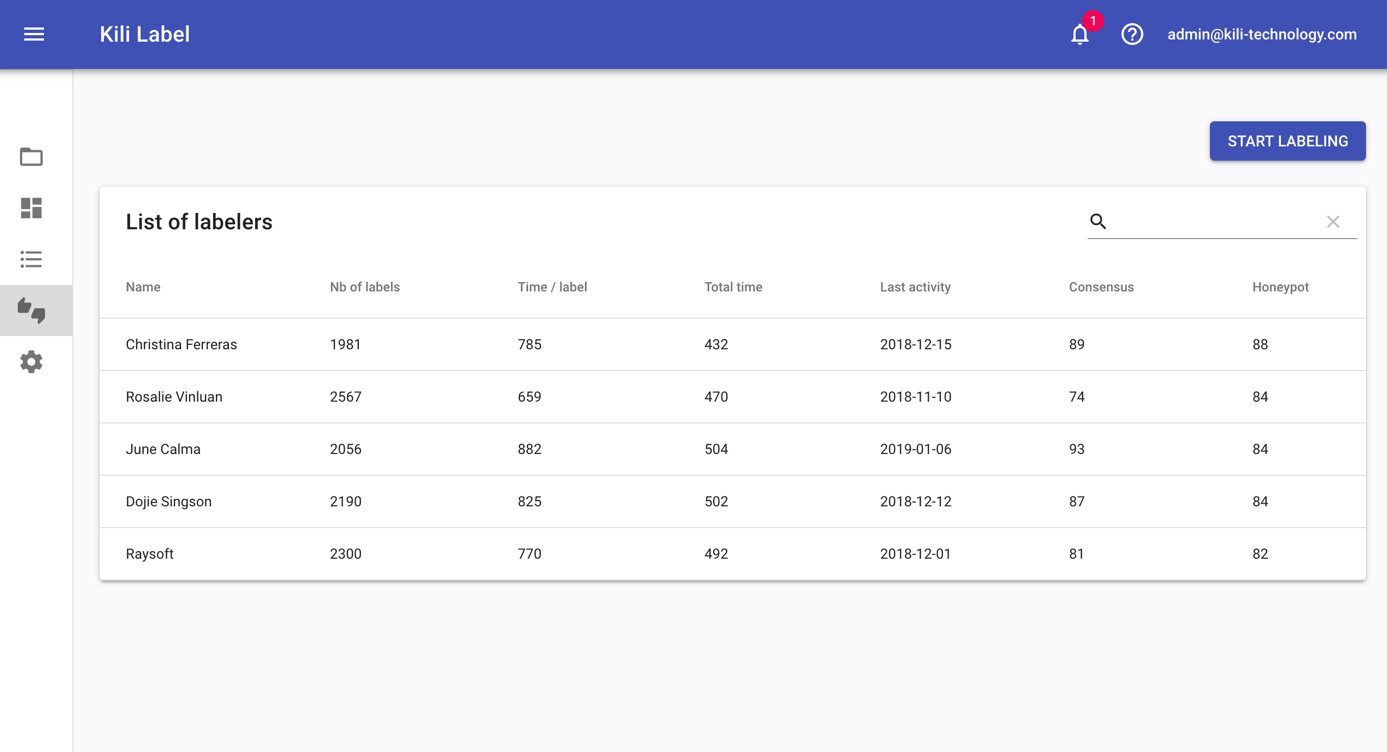 Kili Label
1
admin@kili-technology.com
START LABELING
List of labelers
Name Nb of labels Time / label Total time Last activity Consensus Honeypot
Christina Ferreras 1981 785 432 2018-12-15 89 88
Rosalie Vinluan 2567 659 470 2018-11-10 74 84
June Calma 2056 882 504 2019-01-06 93 84
Dojie Singson 2190 825 502 2018-12-12 87 84
Raysoft 2300 770 492 2018-12-01 81 82